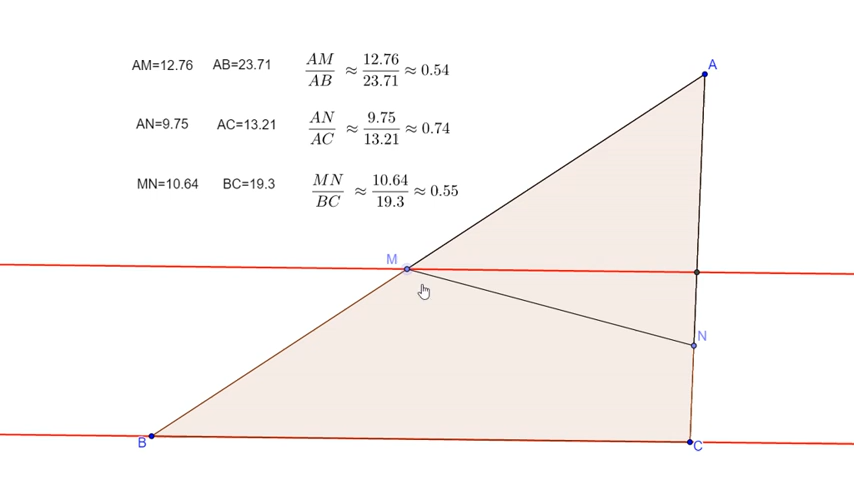 AM=12.76 AB=23.71 AM/AB ≈ 12.76/23.71 ≈ 0.54
AN=9.75 AC=13.21 AN/AC ≈ 9.75/13.21 ≈ 0.74
MN=10.64 BC=19.3 MN/BC ≈ 10.64/19.3 ≈ 0.55
A
M
N
B
C